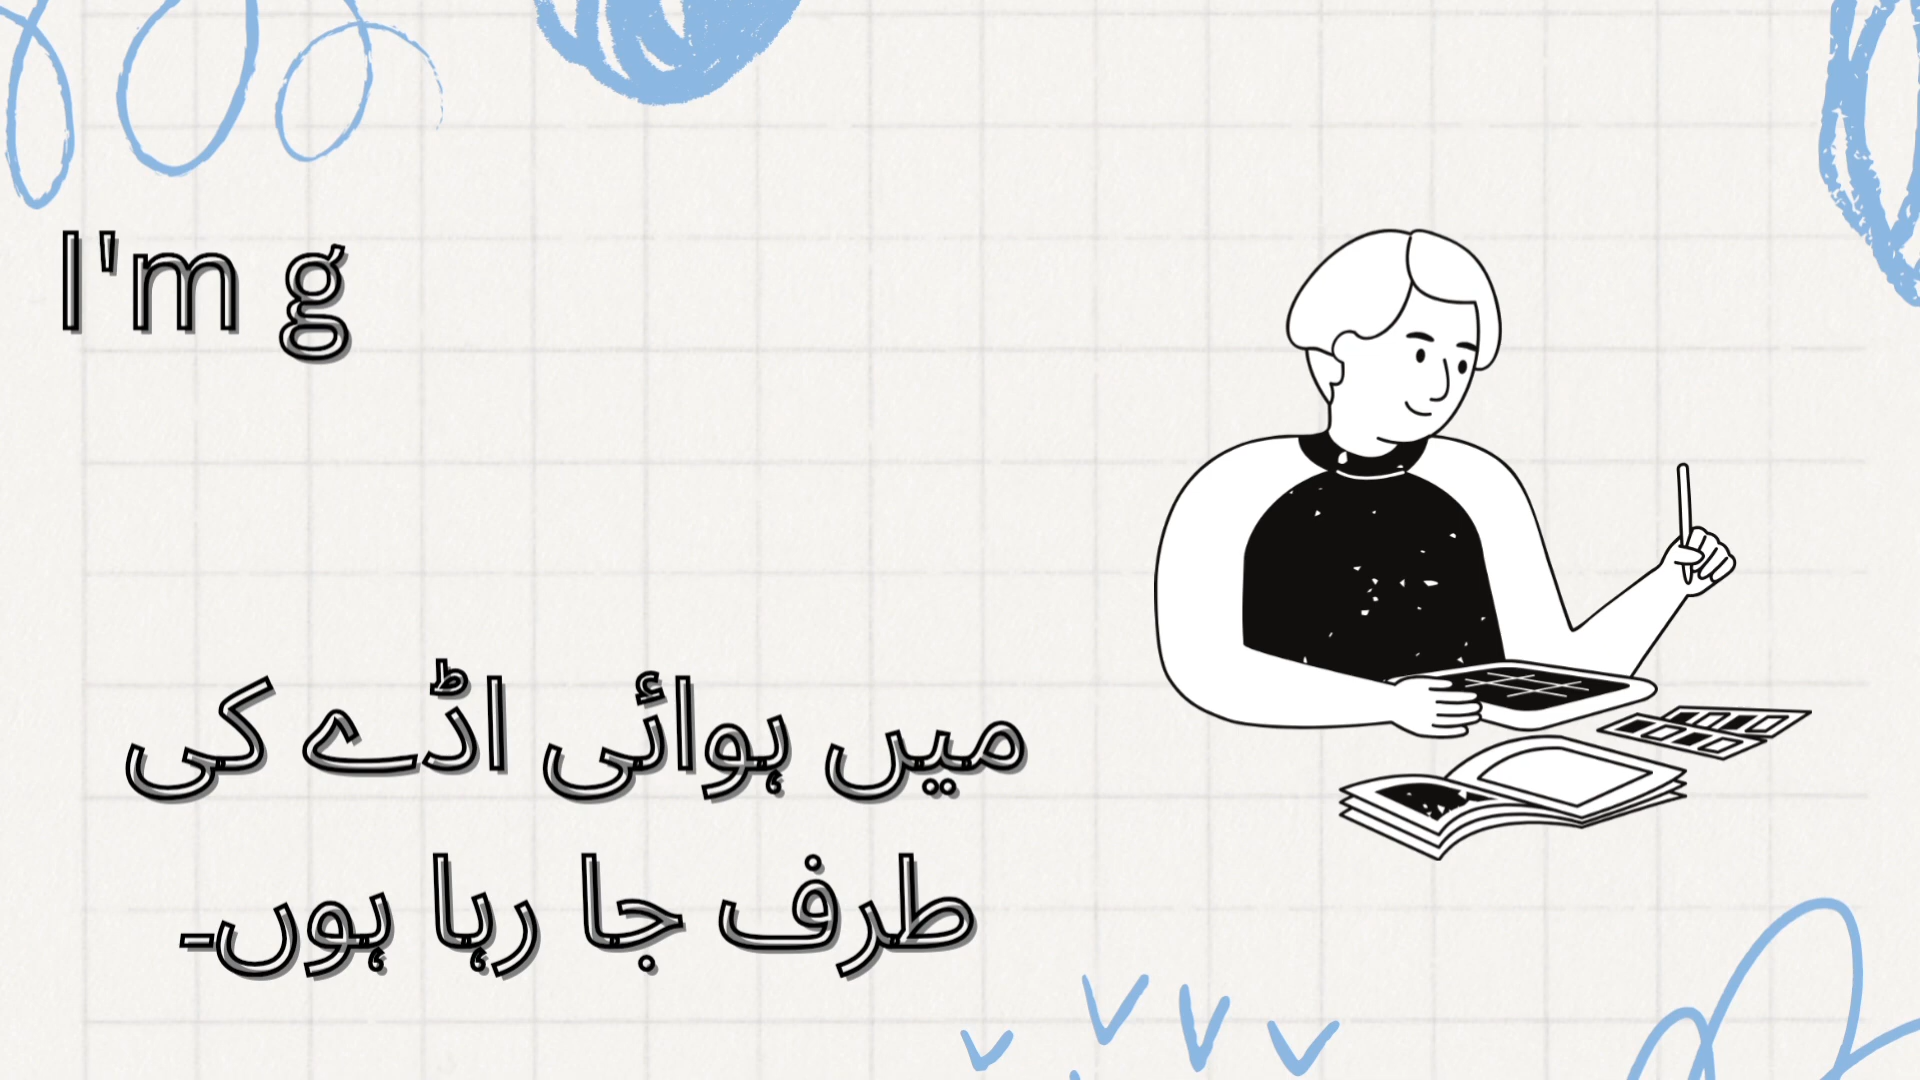 I'm g
میں ہوائی اڈے کی
طرف جا رہا ہوں۔